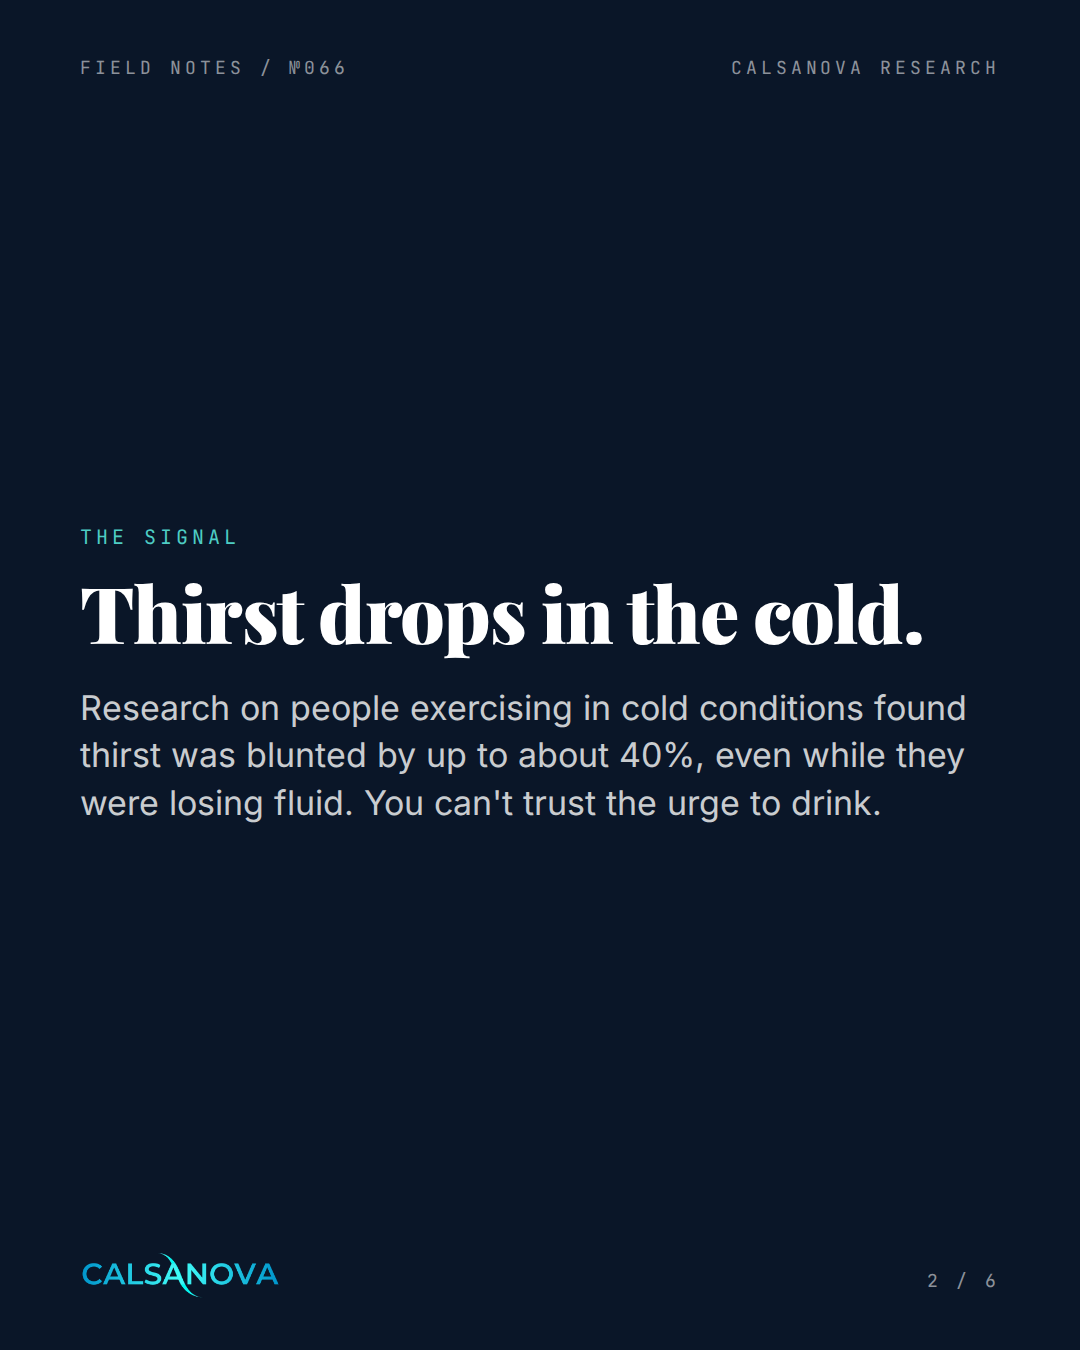 FIELD NOTES / №066
CALSANOVA RESEARCH
THE SIGNAL
Thirst drops in the cold.
Research on people exercising in cold conditions found
thirst was blunted by up to about 40%, even while they
were losing fluid. You can't trust the urge to drink.
CALSANOVA
2 / 6